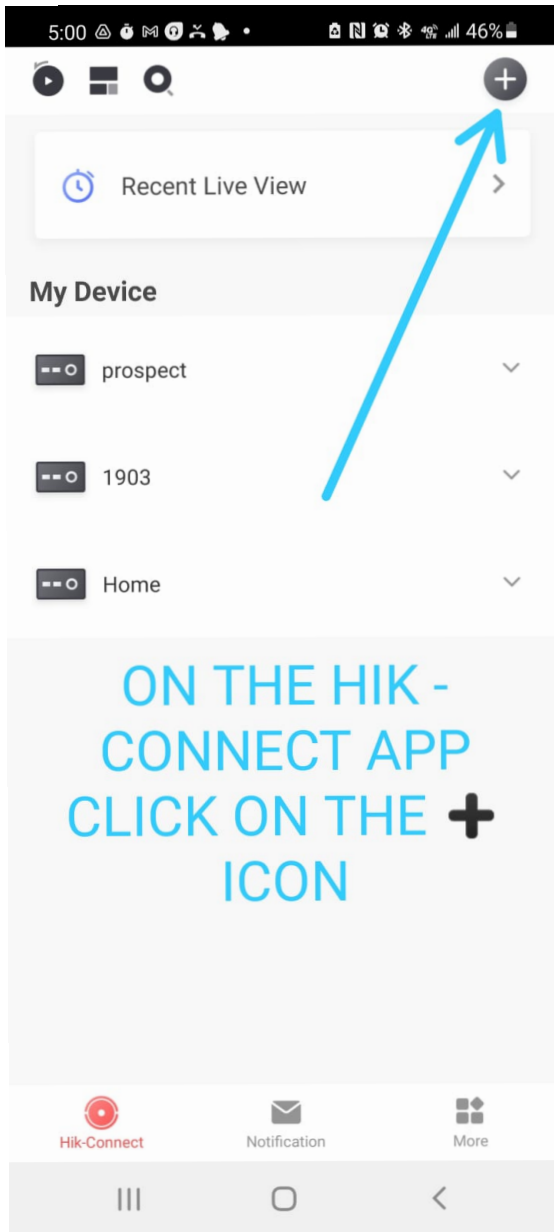 5:00
46%
Recent Live View
My Device
prospect
1903
Home
ON THE HIK -
CONNECT APP
CLICK ON THE ➕
ICON
Hik-Connect Notification More